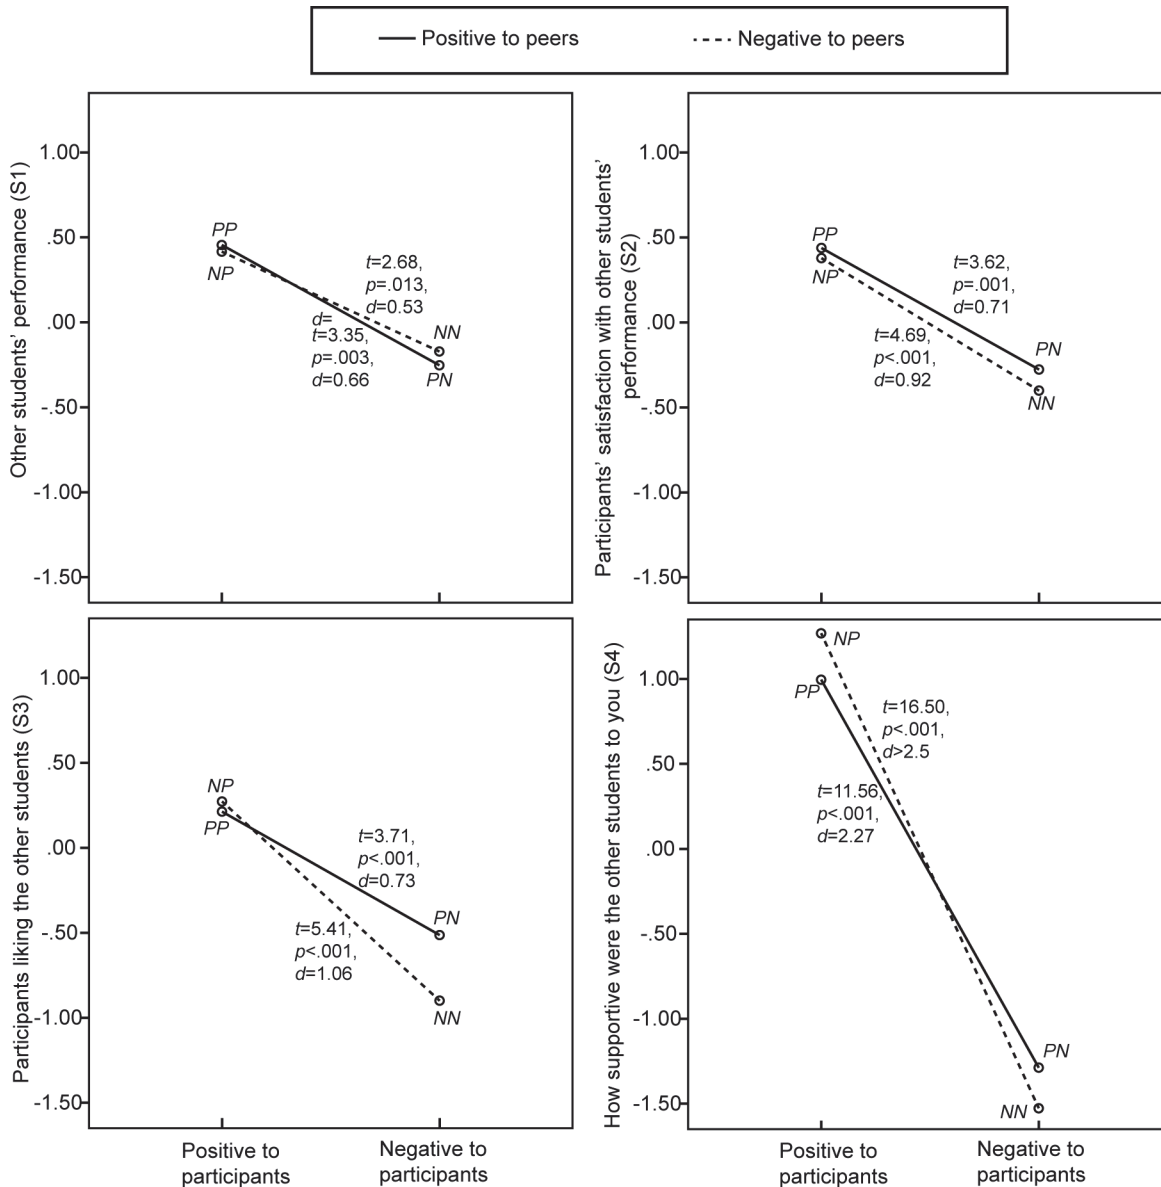 Positive to peers
Negative to peers
Other students' performance (S1)
1.00
.50
.00
-.50
-1.00
-1.50
PP
NP
t=2.68,
p=.013,
d=0.53
d=
t=3.35,
p=.003,
d=0.66
NN
PN
Participants' satisfaction with other students'
performance (S2)
1.00
.50
.00
-.50
-1.00
-1.50
PP
NP
t=3.62,
p=.001,
d=0.71
t=4.69,
p<.001,
d=0.92
PN
NN
Participants liking the other students (S3)
1.00
.50
.00
-.50
-1.00
-1.50
NP
PP
t=3.71,
p<.001,
d=0.73
t=5.41,
p<.001,
d=1.06
PN
NN
Positive to
participants
Negative to
participants
How supportive were the other students to you (S4)
1.00
.50
.00
-.50
-1.00
-1.50
NP
PP
t=16.50,
p<.001,
d>2.5
t=11.56,
p<.001,
d=2.27
PN
NN
Positive to
participants
Negative to
participants